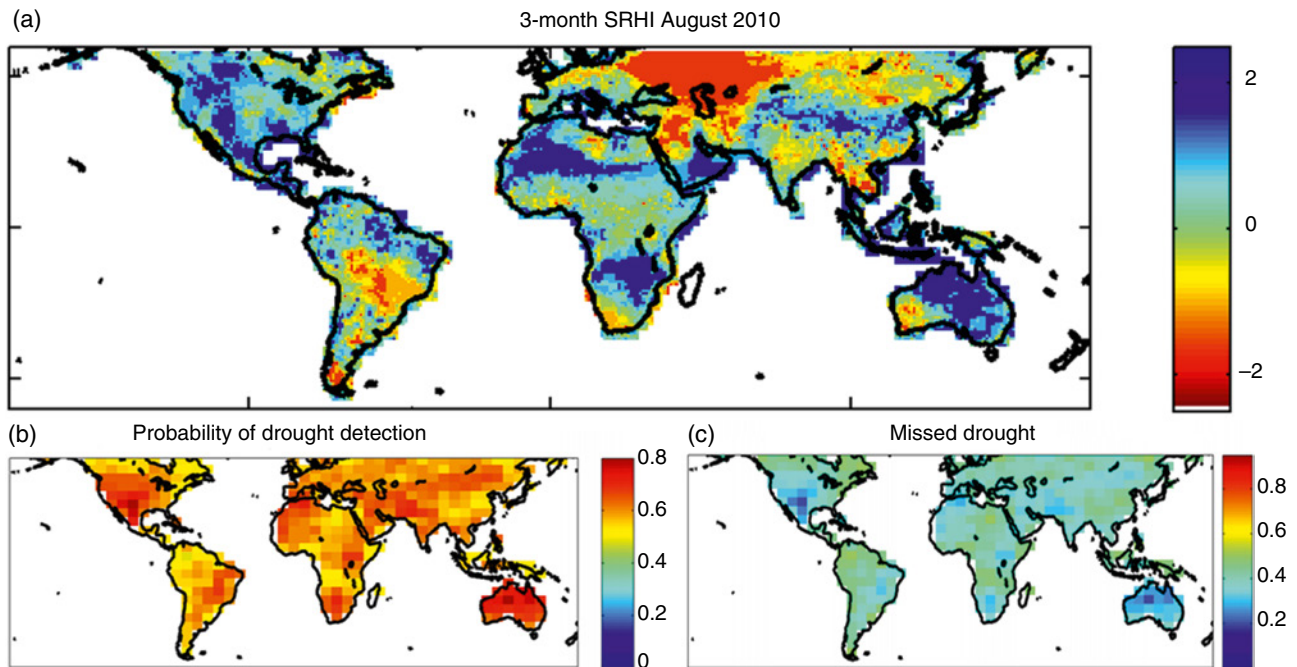 (a)
3-month SRHI August 2010
2
0
–2
(b)
Probability of drought detection
0.8
0.6
0.4
0.2
0
(c)
Missed drought
0.8
0.6
0.4
0.2